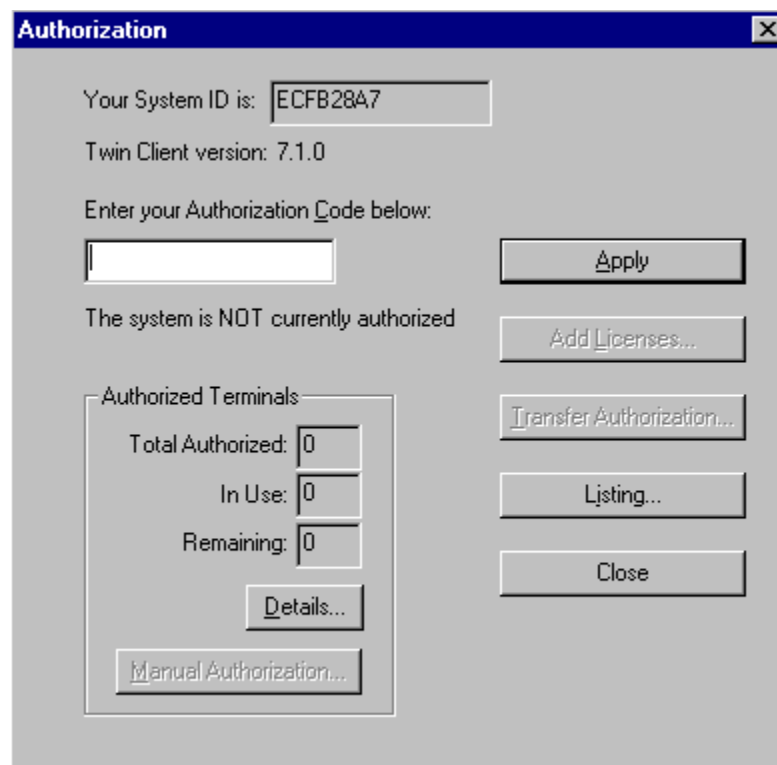 Authorization
Your System ID is: ECFB28A7
Twin Client version: 7.1.0
Enter your Authorization Code below:
Apply
The system is NOT currently authorized
Add Licenses...
Authorized Terminals
Transfer Authorization...
Total Authorized: 0
In Use: 0
Listing...
Remaining: 0
Close
Details...
Manual Authorization...